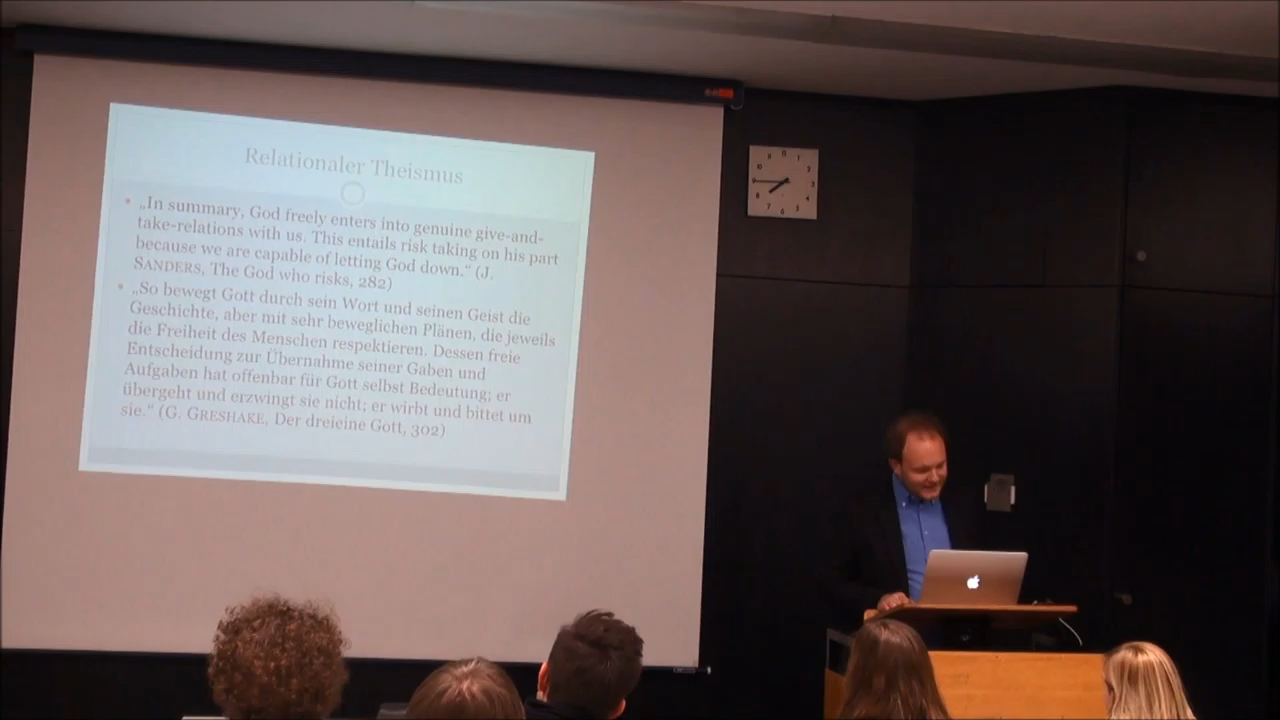 Relationaler Theismus
„In summary, God freely enters into genuine give-and-
take-relations with us. This entails risk taking on his part
because we are capable of letting God down.“ (J.
SANDERS, The God who risks, 282)
„So bewegt Gott durch sein Wort und seinen Geist die
Geschichte, aber mit sehr beweglichen Plänen, die jeweils
die Freiheit des Menschen respektieren. Dessen freie
Entscheidung zur Übernahme seiner Gaben und
Aufgaben hat offenbar für Gott selbst Bedeutung; er
übergeht und erzwingt sie nicht; er wirbt und bittet um
sie.“ (G. GRESHAKE, Der dreieine Gott, 302)